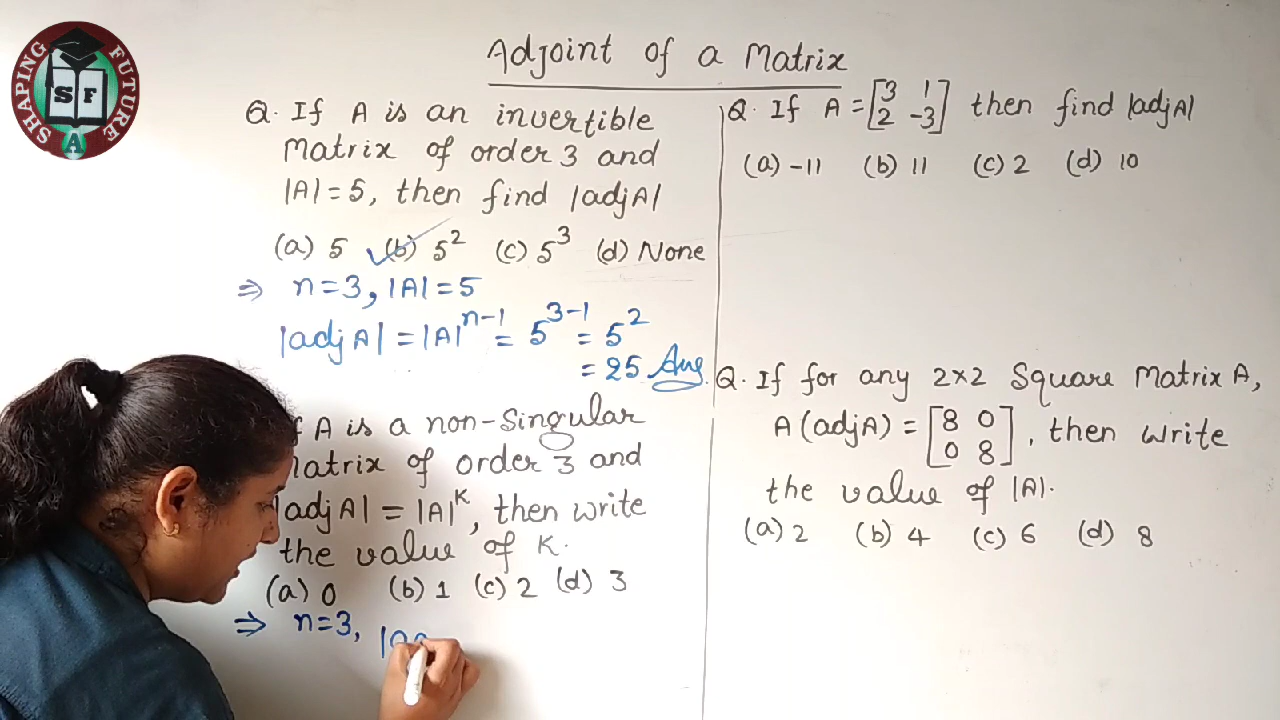 SHAPING FUTURE
S F
A
Adjoint of a Matrix
Q. If A is an invertible
Matrix of order 3 and
|A| = 5, then find |adjA|
(a) 5 (b) 5² (c) 5³ (d) None
⇒ n=3, |A| = 5
|adj A| = |A|ⁿ⁻¹ = 5³⁻¹ = 5²
= 25 Ans.
If A is a non-Singular
Matrix of order 3 and
|adj A| = |A|ᴷ, then write
the value of K.
(a) 0 (b) 1 (c) 2 (d) 3
⇒ n=3,
Q. If A = [3 1
2 -3] then find |adjA|
(a) -11 (b) 11 (c) 2 (d) 10
Q. If for any 2×2 Square Matrix A,
A (adjA) = [8 0
0 8], then write
the value of |A|.
(a) 2 (b) 4 (c) 6 (d) 8